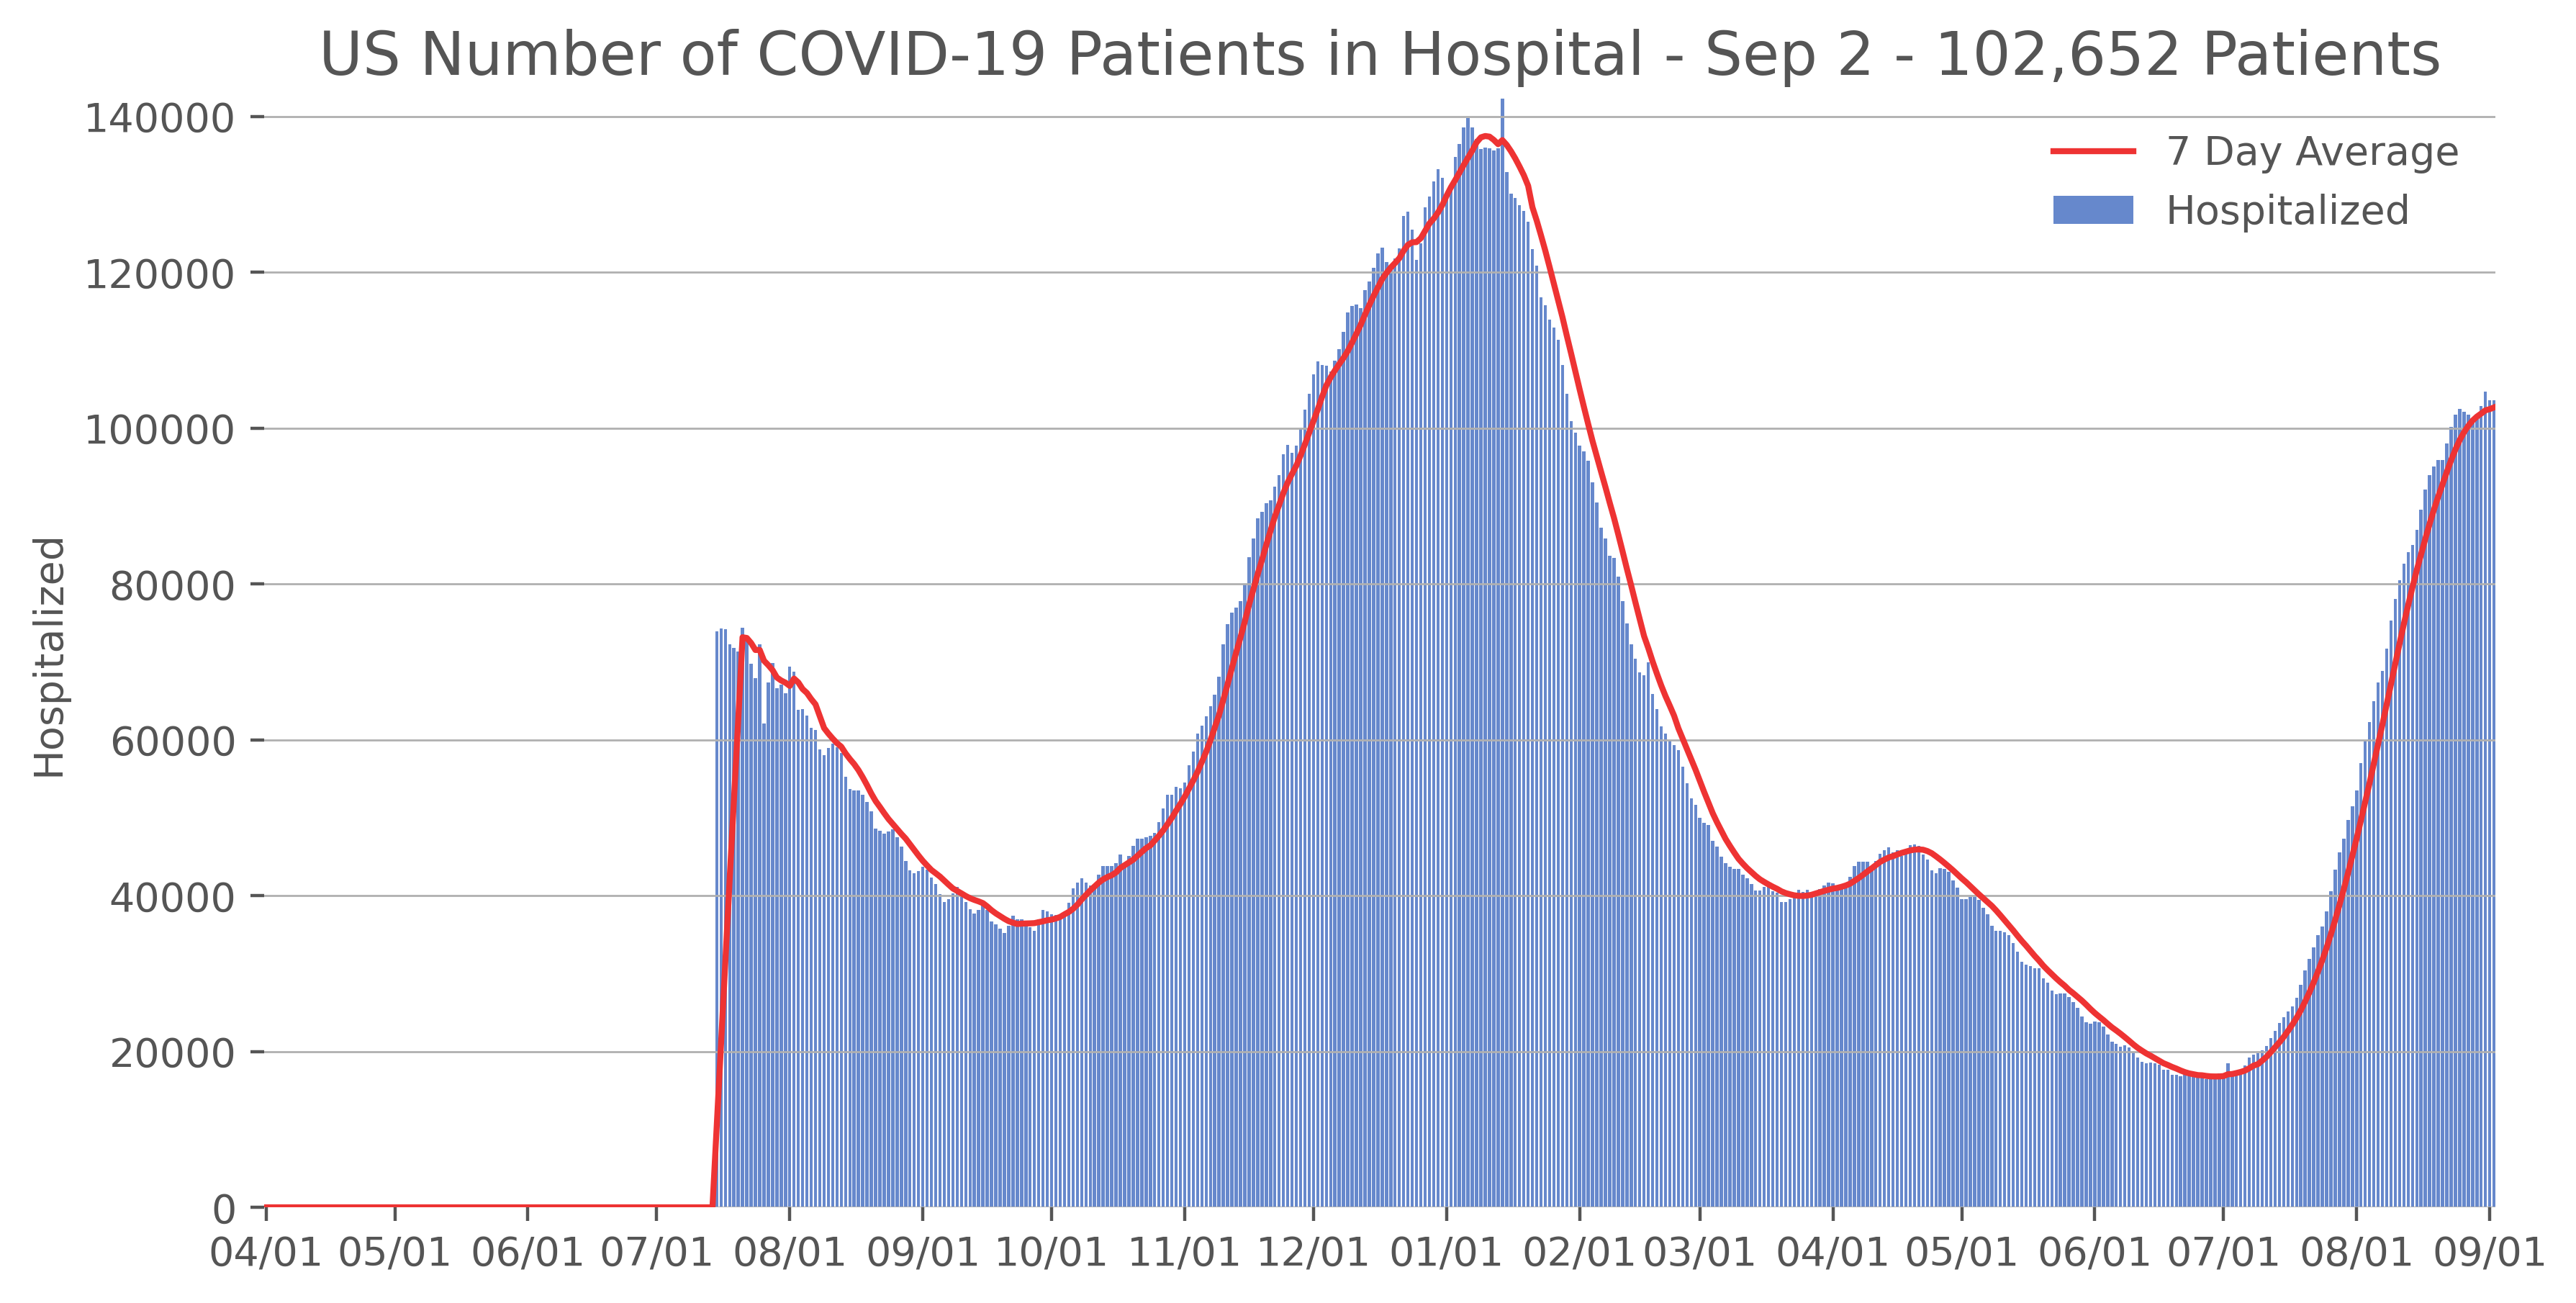 US Number of COVID-19 Patients in Hospital - Sep 2 - 102,652 Patients
140000
120000
100000
80000
60000
40000
20000
0
Hospitalized
7 Day Average
Hospitalized
04/01 05/01 06/01 07/01 08/01 09/01 10/01 11/01 12/01 01/01 02/01 03/01 04/01 05/01 06/01 07/01 08/01 09/01